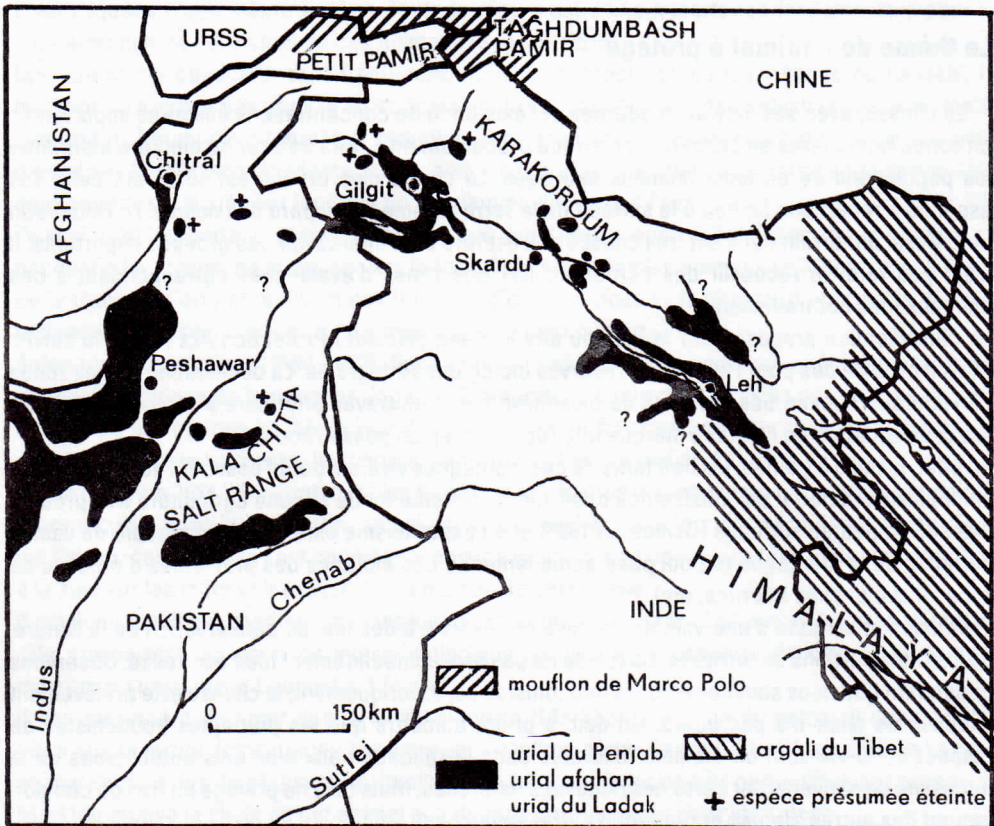 URSS
TAGHDUMBASH
PAMIR
PETIT PAMIR
CHINE
AFGHANISTAN
Chitrāl
+
KARAKOROUM
Gilgit
+
+
+
Skardu
?
?
?
?
Peshawar
Leh
?
?
+
KALA CHITTA
SALT RANGE
HIMALAYA
Chenab
PAKISTAN
INDE
Indus
mouflon de Marco Polo
0 150km
urial du Penjab
argali du Tibet
urial afghan
Sutlej
urial du Ladak
+ espèce présumée éteinte